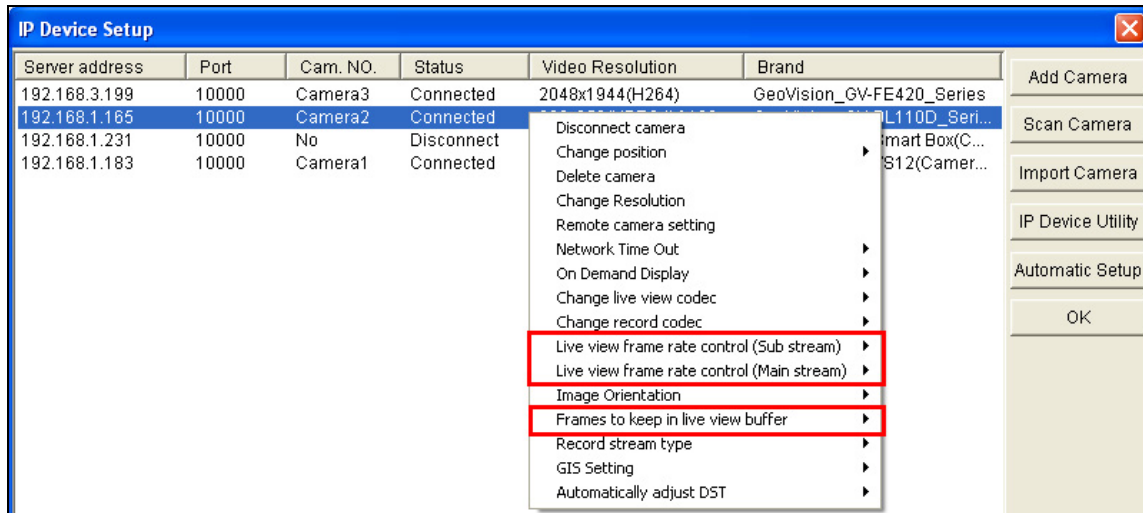 IP Device Setup
Server address Port Cam. NO. Status Video Resolution Brand
192.168.3.199 10000 Camera3 Connected 2048x1944(H264) GeoVision_GV-FE420_Series
192.168.1.165 10000 Camera2 Connected L110D_Seri...
192.168.1.231 10000 No Disconnect mart Box(C...
192.168.1.183 10000 Camera1 Connected S12(Camer...
Disconnect camera
Change position
Delete camera
Change Resolution
Remote camera setting
Network Time Out
On Demand Display
Change live view codec
Change record codec
Live view frame rate control (Sub stream)
Live view frame rate control (Main stream)
Image Orientation
Frames to keep in live view buffer
Record stream type
GIS Setting
Automatically adjust DST
Add Camera
Scan Camera
Import Camera
IP Device Utility
Automatic Setup
OK